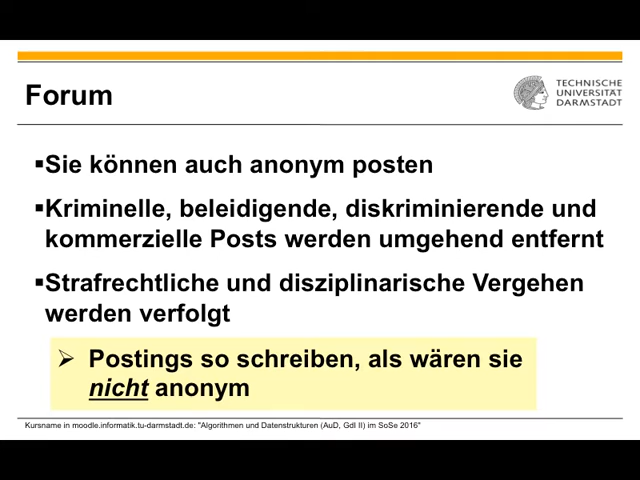 Forum
TECHNISCHE
UNIVERSITÄT
DARMSTADT
▪Sie können auch anonym posten
▪Kriminelle, beleidigende, diskriminierende und
kommerzielle Posts werden umgehend entfernt
▪Strafrechtliche und disziplinarische Vergehen
werden verfolgt
➢ Postings so schreiben, als wären sie
nicht anonym
Kursname in moodle.informatik.tu-darmstadt.de: "Algorithmen und Datenstrukturen (AuD, GdI II) im SoSe 2016"